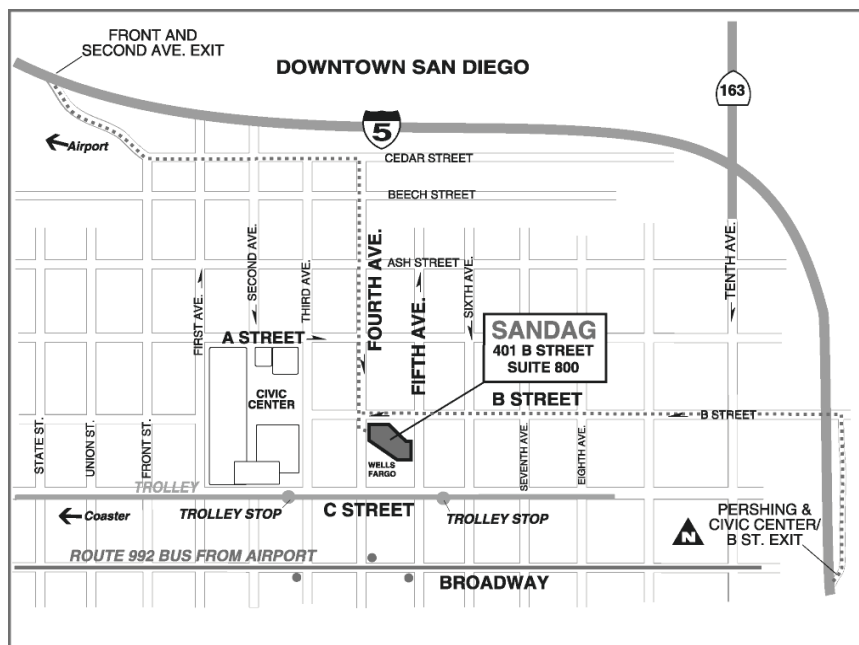 FRONT AND
SECOND AVE. EXIT
DOWNTOWN SAN DIEGO
163
5
Airport
CEDAR STREET
BEECH STREET
ASH STREET
FIRST AVE.
SECOND AVE.
THIRD AVE.
FOURTH AVE.
FIFTH AVE.
SIXTH AVE.
TENTH AVE.
A STREET
SANDAG
401 B STREET
SUITE 800
CIVIC
CENTER
B STREET
B STREET
WELLS
FARGO
STATE ST.
UNION ST.
FRONT ST.
SEVENTH AVE.
EIGHTH AVE.
TROLLEY
Coaster
TROLLEY STOP
C STREET
TROLLEY STOP
N
PERSHING &
CIVIC CENTER/
B ST. EXIT
ROUTE 992 BUS FROM AIRPORT
BROADWAY